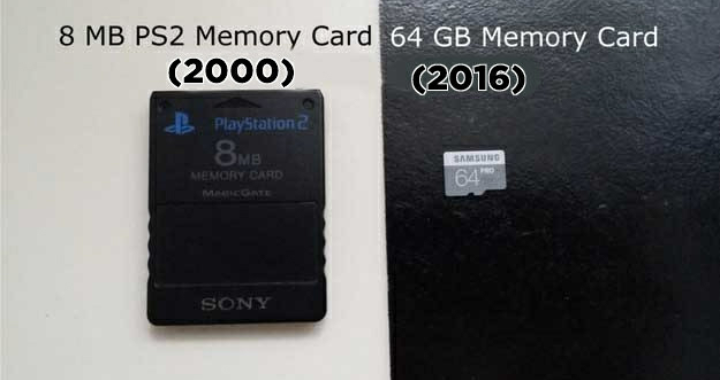 8 MB PS2 Memory Card 64 GB Memory Card
(2000) (2016)
PlayStation 2
8MB
MEMORY CARD
MAGICGATE
SONY
SAMSUNG
64 PRO